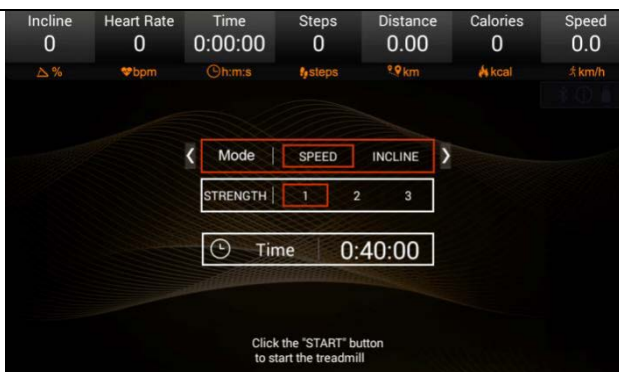 Incline Heart Rate Time Steps Distance Calories Speed
0 0 0:00:00 0 0.00 0 0.0
% bpm h:m:s steps km kcal km/h
Mode SPEED INCLINE
STRENGTH 1 2 3
Time 0:40:00
Click the "START" button
to start the treadmill